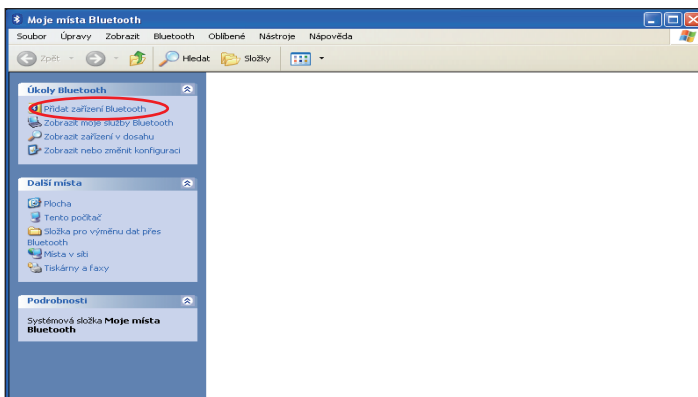 Moje místa Bluetooth
Soubor Úpravy Zobrazit Bluetooth Oblíbené Nástroje Nápověda
Zpět Hledat Složky
Úkoly Bluetooth
Přidat zařízení Bluetooth
Zobrazit moje služby Bluetooth
Zobrazit zařízení v dosahu
Zobrazit nebo změnit konfiguraci
Další místa
Plocha
Tento počítač
Složka pro výměnu dat přes
Bluetooth
Místa v síti
Tiskárny a faxy
Podrobnosti
Systémová složka Moje místa
Bluetooth